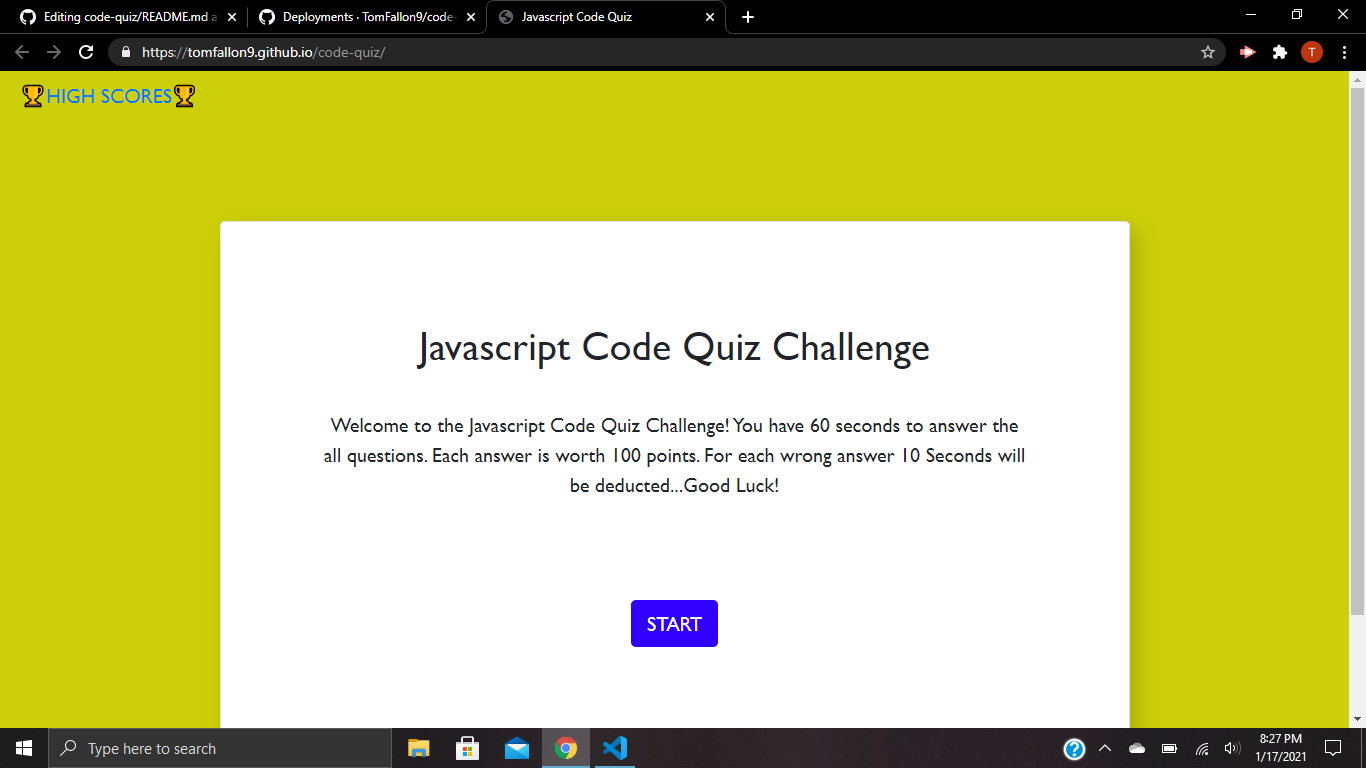 Editing code-quiz/README.md a
Deployments · TomFallon9/code-
Javascript Code Quiz
https://tomfallon9.github.io/code-quiz/
T
🏆HIGH SCORES🏆
Javascript Code Quiz Challenge
Welcome to the Javascript Code Quiz Challenge! You have 60 seconds to answer the
all questions. Each answer is worth 100 points. For each wrong answer 10 Seconds will
be deducted...Good Luck!
START
Type here to search
8:27 PM
1/17/2021